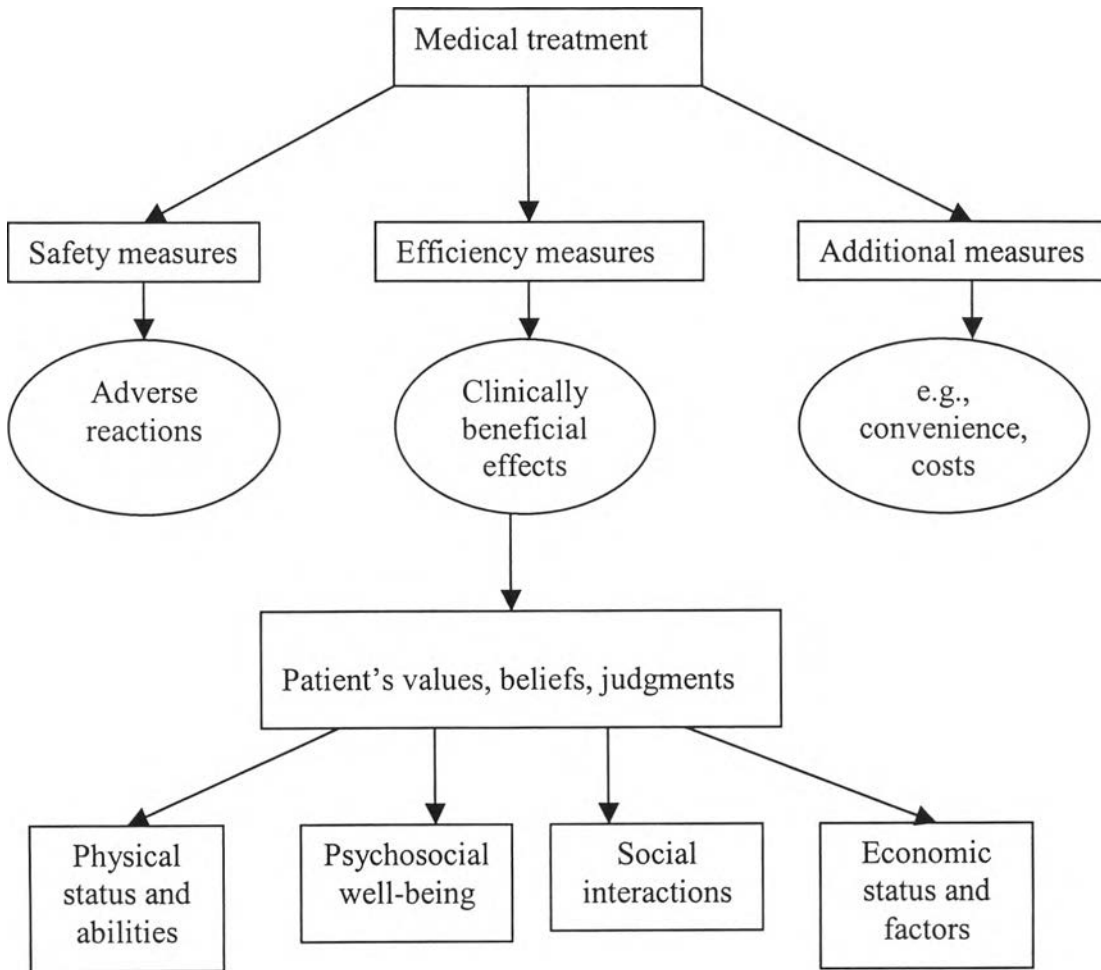 Medical treatment
Safety measures
Efficiency measures
Additional measures
Adverse
reactions
Clinically
beneficial
effects
e.g.,
convenience,
costs
Patient’s values, beliefs, judgments
Physical
status and
abilities
Psychosocial
well-being
Social
interactions
Economic
status and
factors